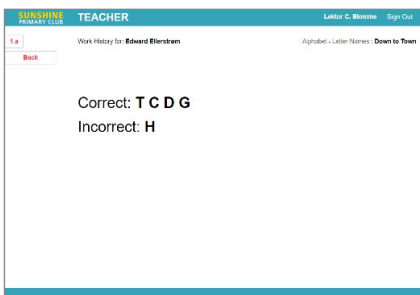 SUNSHINE
PRIMARY CLUB
TEACHER
Lektor C. Blomme Sign Out
1.a
Work History for: Edward Ellerstrøm
Alphabet - Letter Names : Down to Town
Back
Correct: T C D G
Incorrect: H